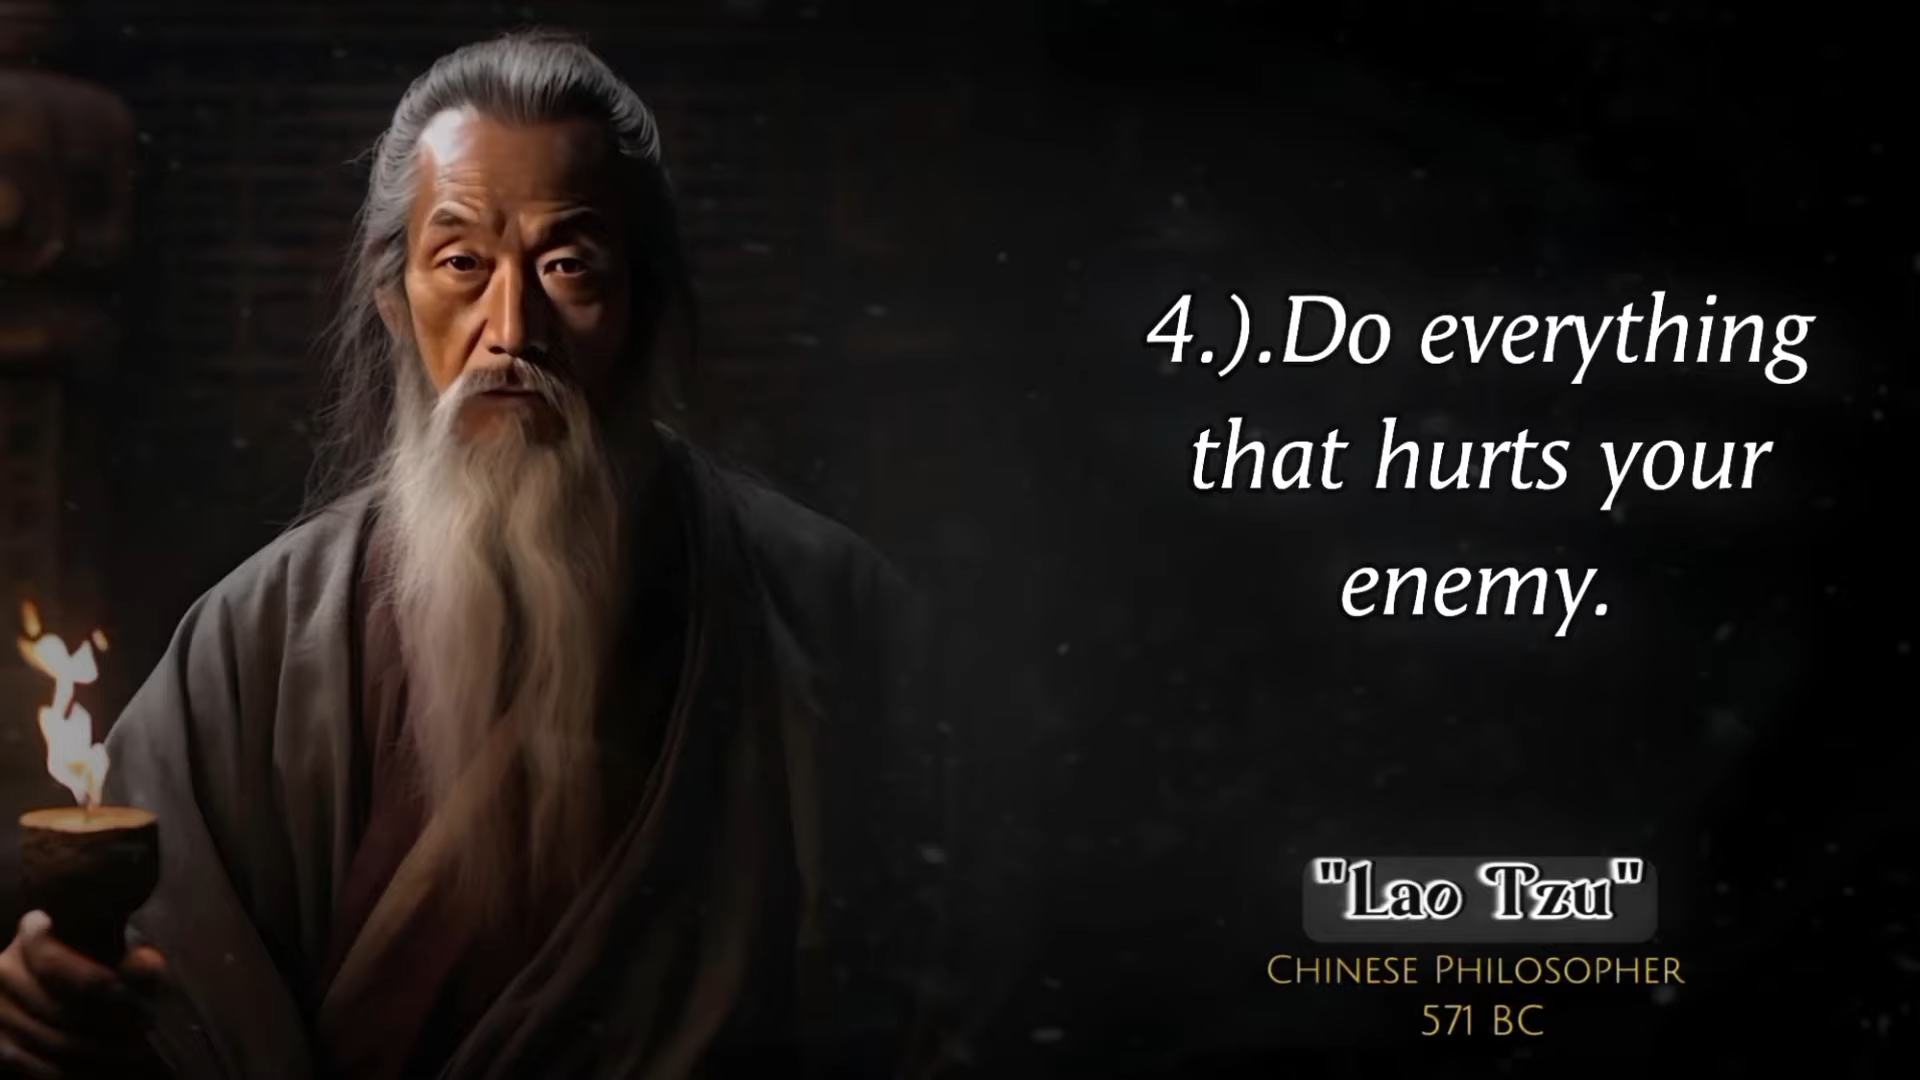 4.).Do everything
that hurts your
enemy.
"Lao Tzu"
CHINESE PHILOSOPHER
571 BC